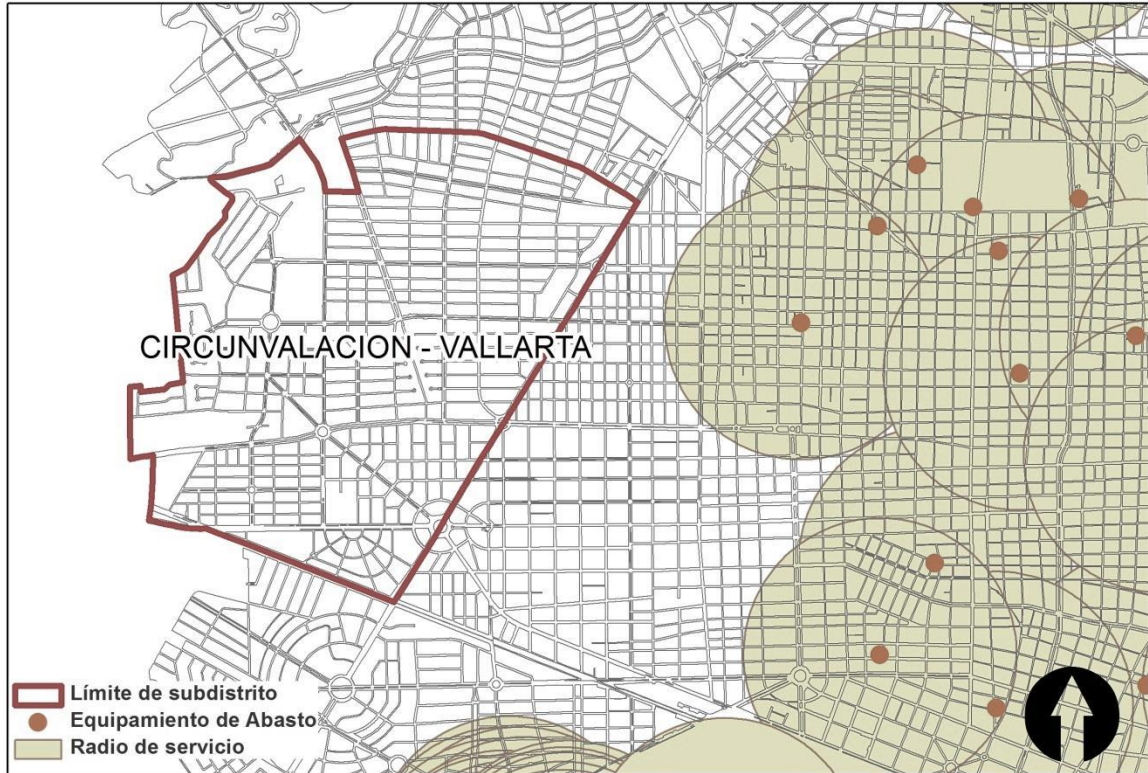 CIRCUNVALACION - VALLARTA
Límite de subdistrito
Equipamiento de Abasto
Radio de servicio